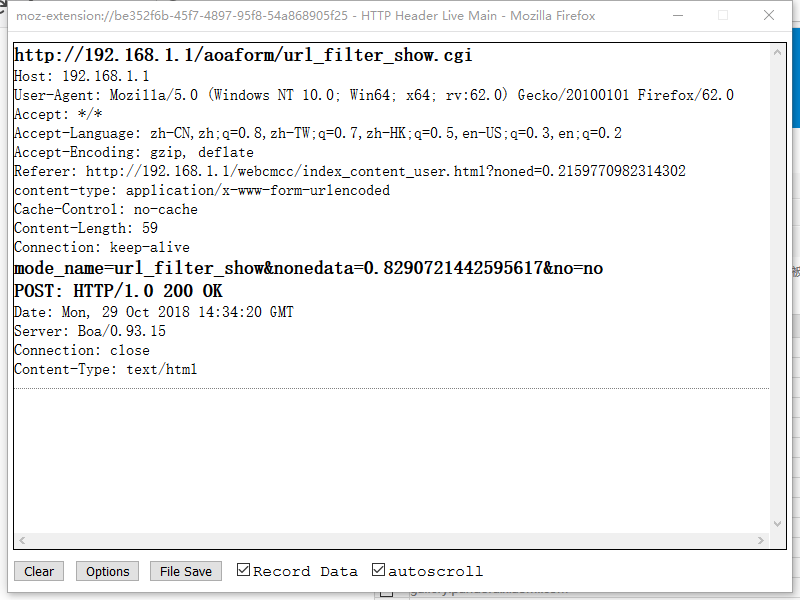 moz-extension://be352f6b-45f7-4897-95f8-54a868905f25 - HTTP Header Live Main - Mozilla Firefox
http://192.168.1.1/aoaform/url_filter_show.cgi
Host: 192.168.1.1
User-Agent: Mozilla/5.0 (Windows NT 10.0; Win64; x64; rv:62.0) Gecko/20100101 Firefox/62.0
Accept: */*
Accept-Language: zh-CN,zh;q=0.8,zh-TW;q=0.7,zh-HK;q=0.5,en-US;q=0.3,en;q=0.2
Accept-Encoding: gzip, deflate
Referer: http://192.168.1.1/webcmcc/index_content_user.html?noned=0.2159770982314302
content-type: application/x-www-form-urlencoded
Cache-Control: no-cache
Content-Length: 59
Connection: keep-alive
mode_name=url_filter_show&nonedata=0.8290721442595617&no=no
POST: HTTP/1.0 200 OK
Date: Mon, 29 Oct 2018 14:34:20 GMT
Server: Boa/0.93.15
Connection: close
Content-Type: text/html
Clear Options File Save Record Data autoscroll